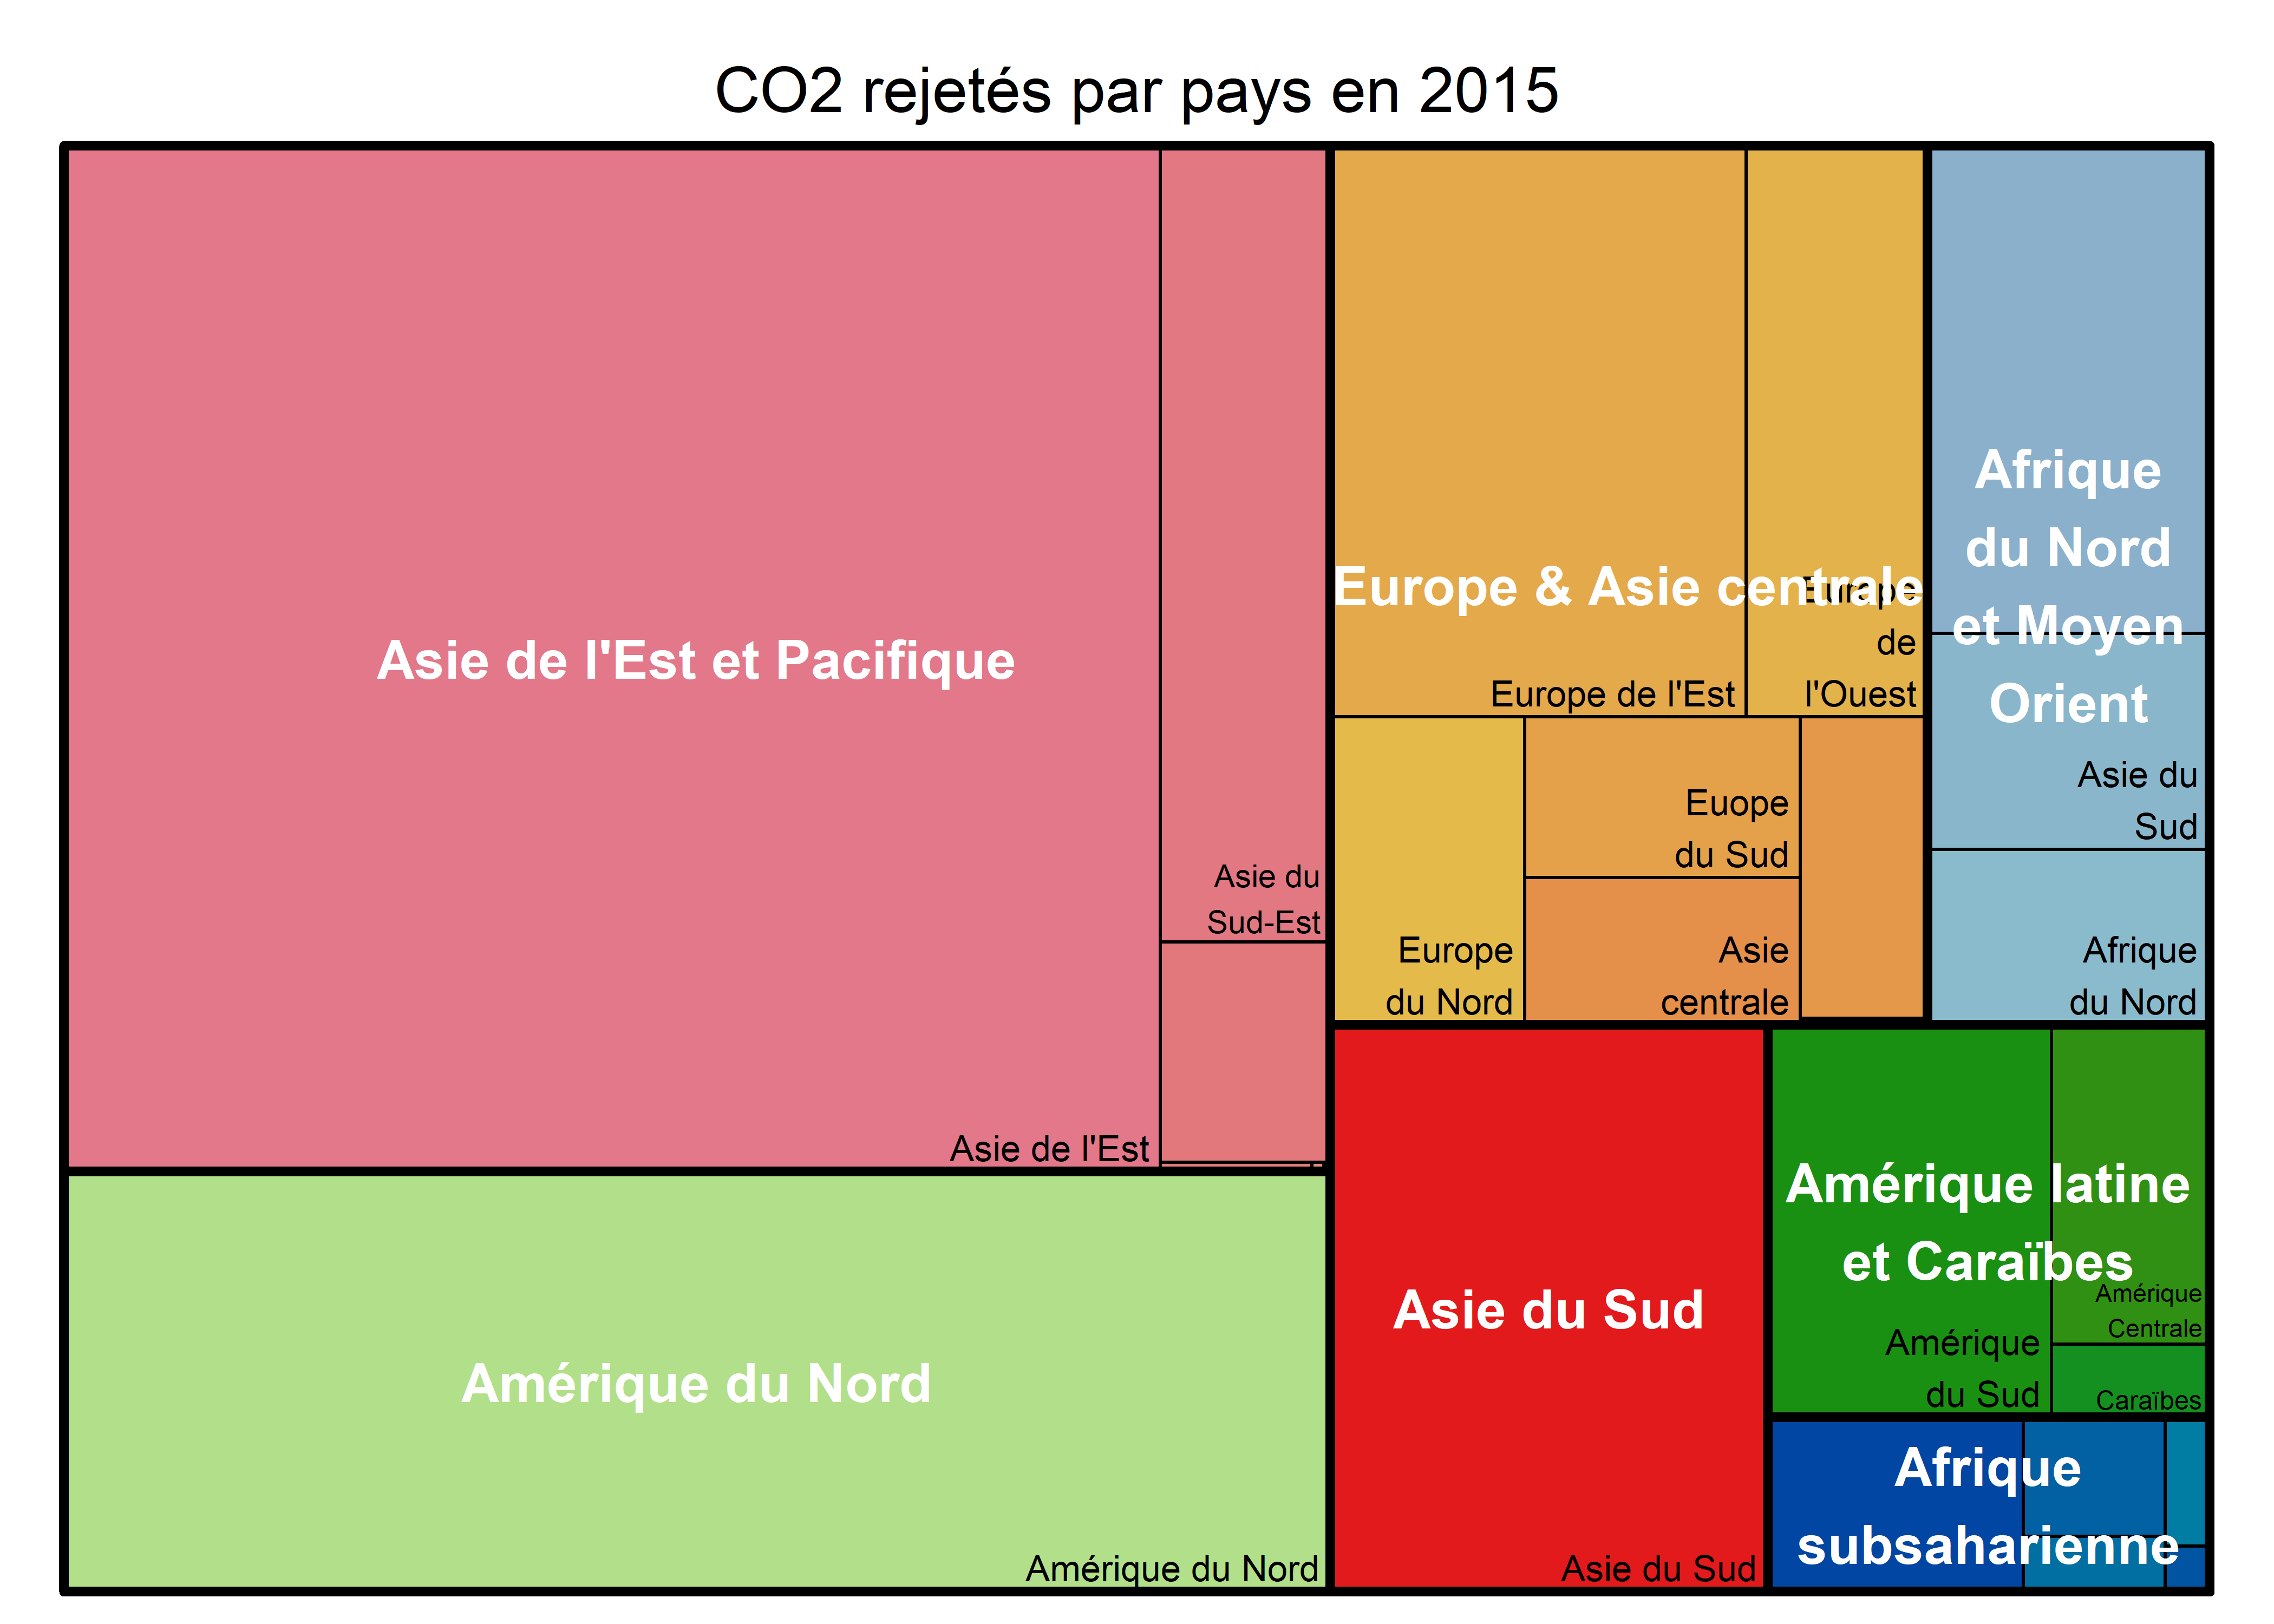 CO2 rejetés par pays en 2015
Asie de l'Est et Pacifique
Asie du
Sud-Est
Asie de l'Est
Amérique du Nord
Amérique du Nord
Europe & Asie centrale
Europe
de
l'Ouest
Europe de l'Est
Europe
du Nord
Euope
du Sud
Asie
centrale
Afrique
du Nord
et Moyen
Orient
Asie du
Sud
Afrique
du Nord
Asie du Sud
Asie du Sud
Amérique latine
et Caraïbes
Amérique
Centrale
Amérique
du Sud
Caraïbes
Afrique
subsaharienne